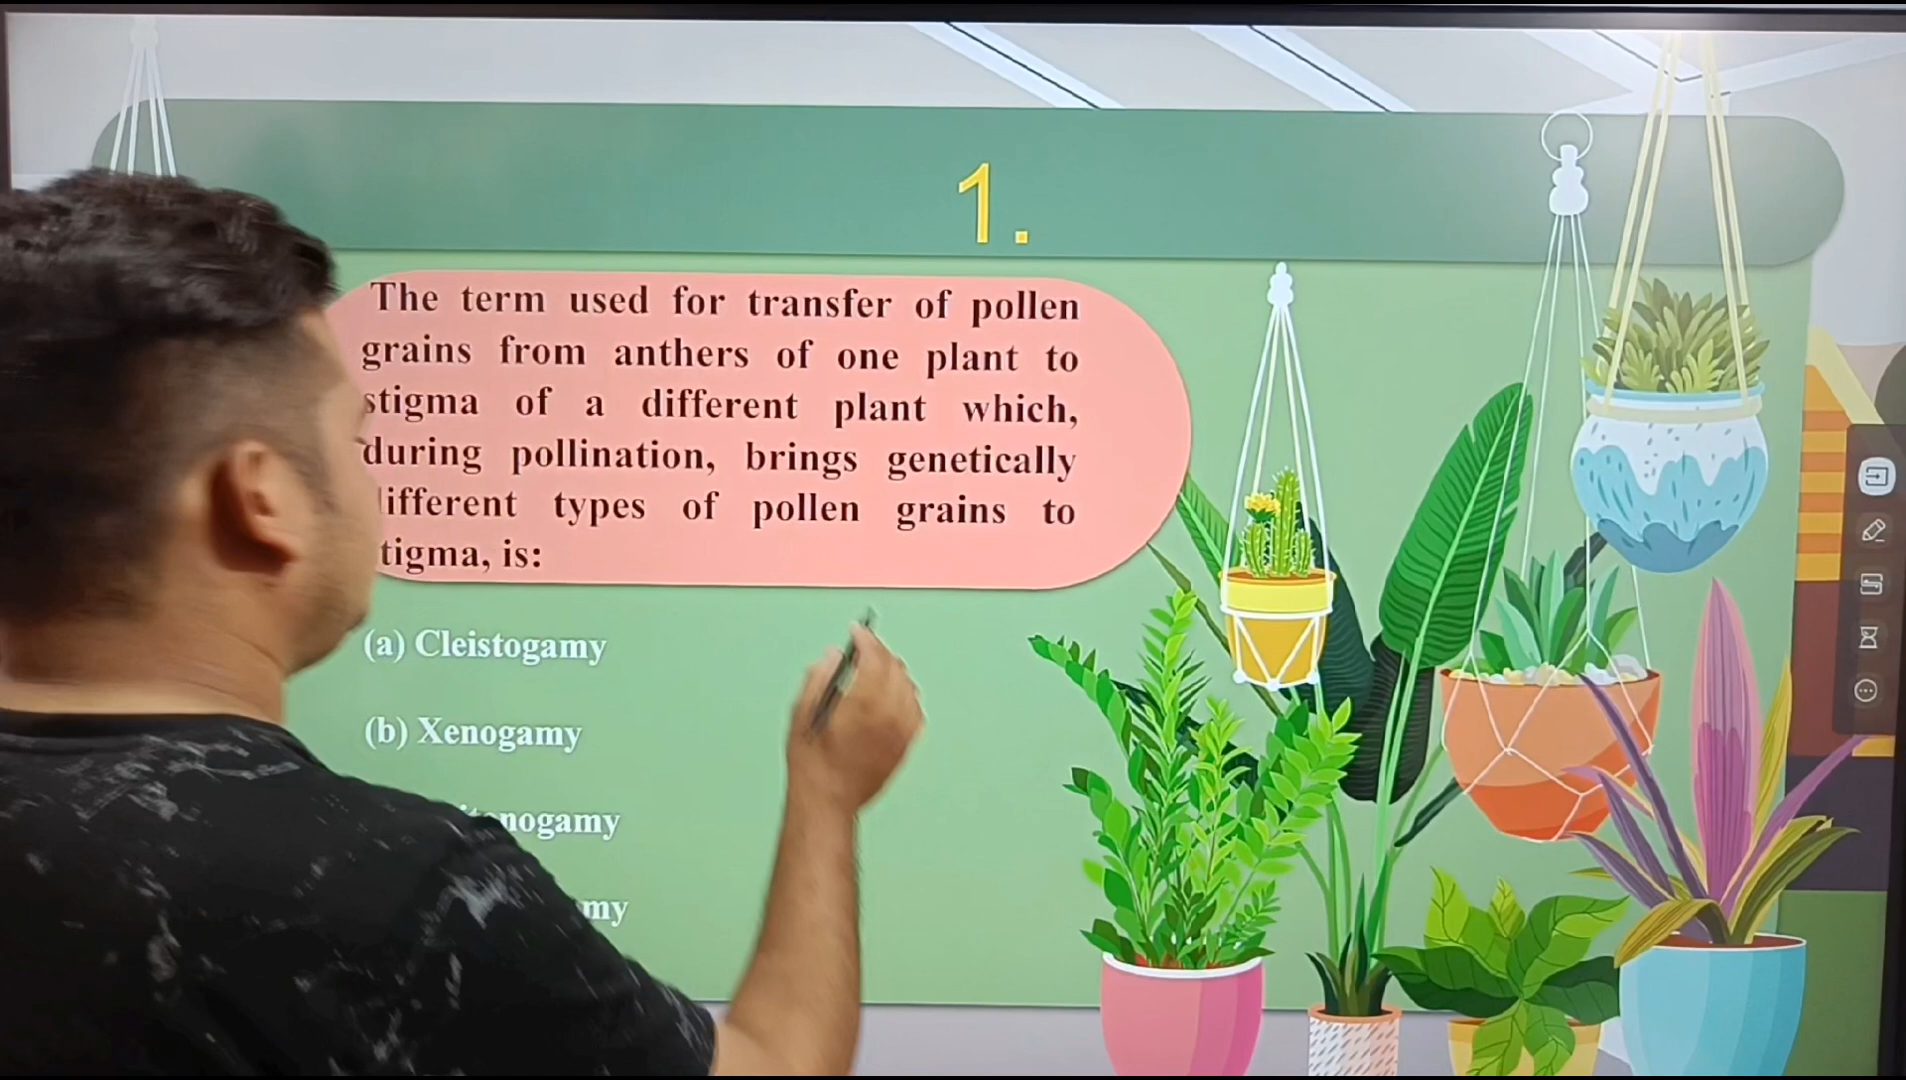 1.
The term used for transfer of pollen
grains from anthers of one plant to
stigma of a different plant which,
during pollination, brings genetically
ifferent types of pollen grains to
tigma, is:
(a) Cleistogamy
(b) Xenogamy
nogamy
my